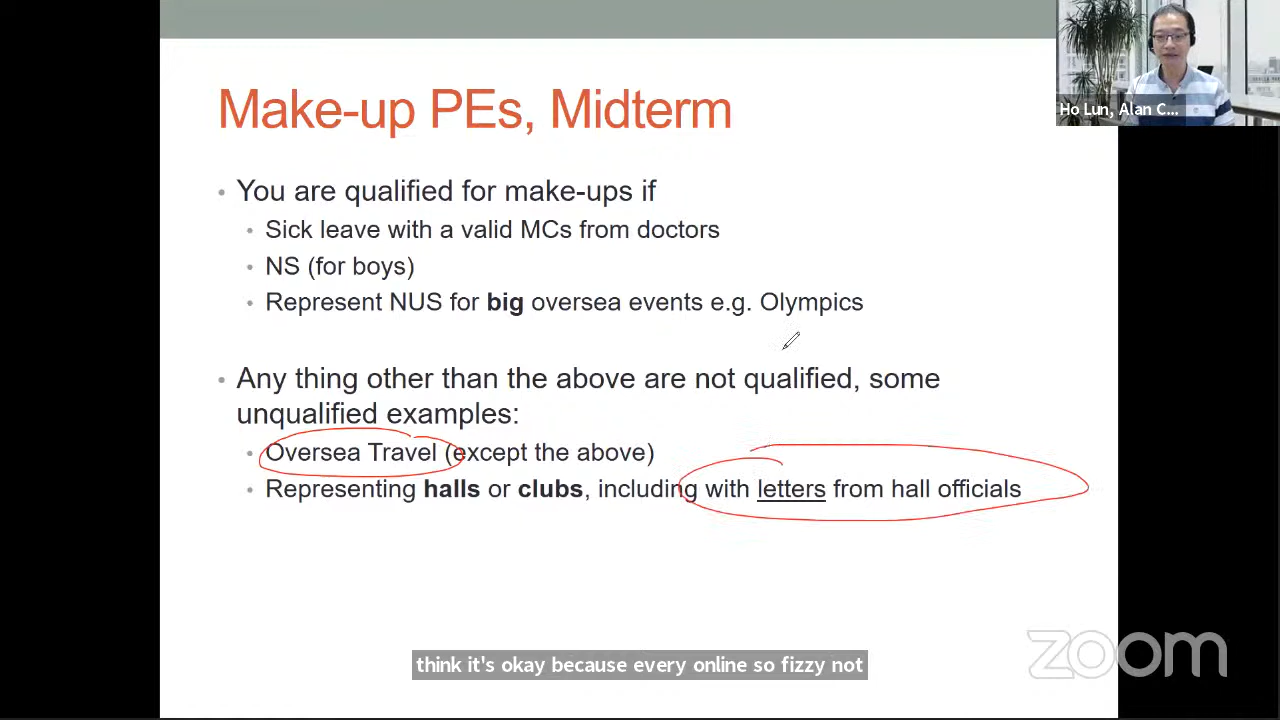 Make-up PEs, Midterm
Ho Lun, Alan C...
• You are qualified for make-ups if
• Sick leave with a valid MCs from doctors
• NS (for boys)
• Represent NUS for big oversea events e.g. Olympics
• Any thing other than the above are not qualified, some
unqualified examples:
• Oversea Travel (except the above)
• Representing halls or clubs, including with letters from hall officials
think it's okay because every online so fizzy not
zoom